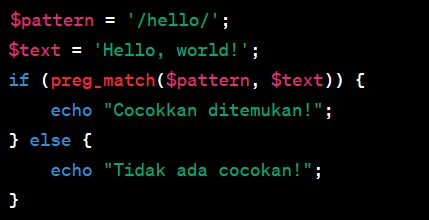 $pattern = '/hello/';
$text = 'Hello, world!';
if (preg_match($pattern, $text)) {
    echo "Cocokkan ditemukan!";
} else {
    echo "Tidak ada cocokan!";
}